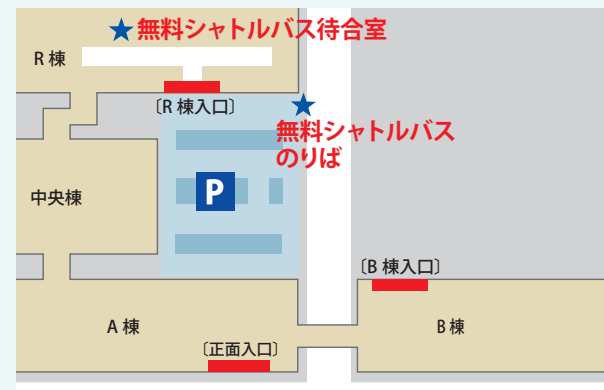 無料シャトルバス待合室
R 棟
〔R 棟入口〕
無料シャトルバス
のりば
P
中央棟
〔B 棟入口〕
A 棟
B 棟
〔正面入口〕